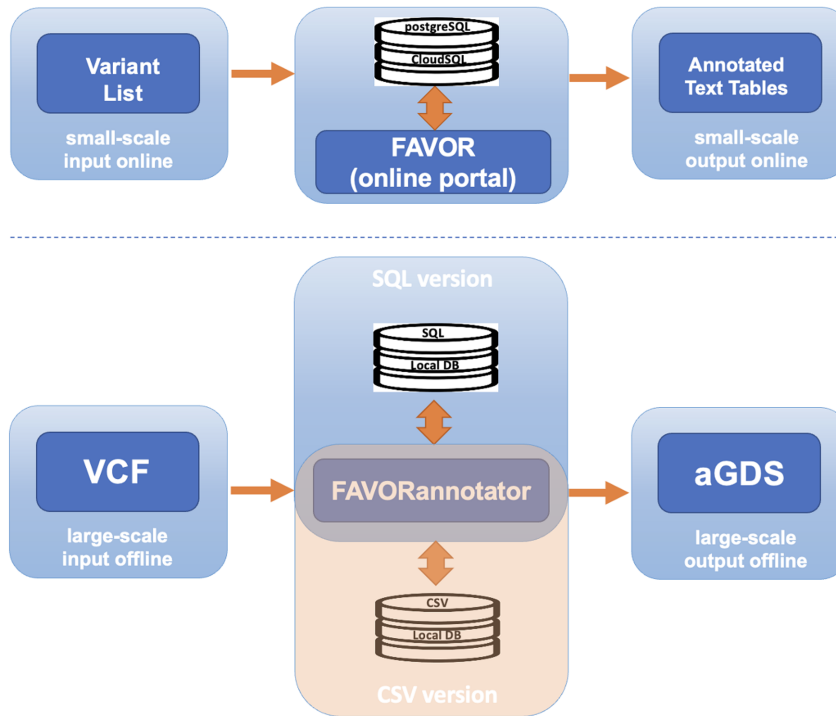 Variant
List
small-scale
input online
postgreSQL
CloudSQL
FAVOR
(online portal)
Annotated
Text Tables
small-scale
output online
SQL version
SQL
Local DB
VCF
large-scale
input offline
FAVORannotator
aGDS
large-scale
output offline
CSV
Local DB
CSV version